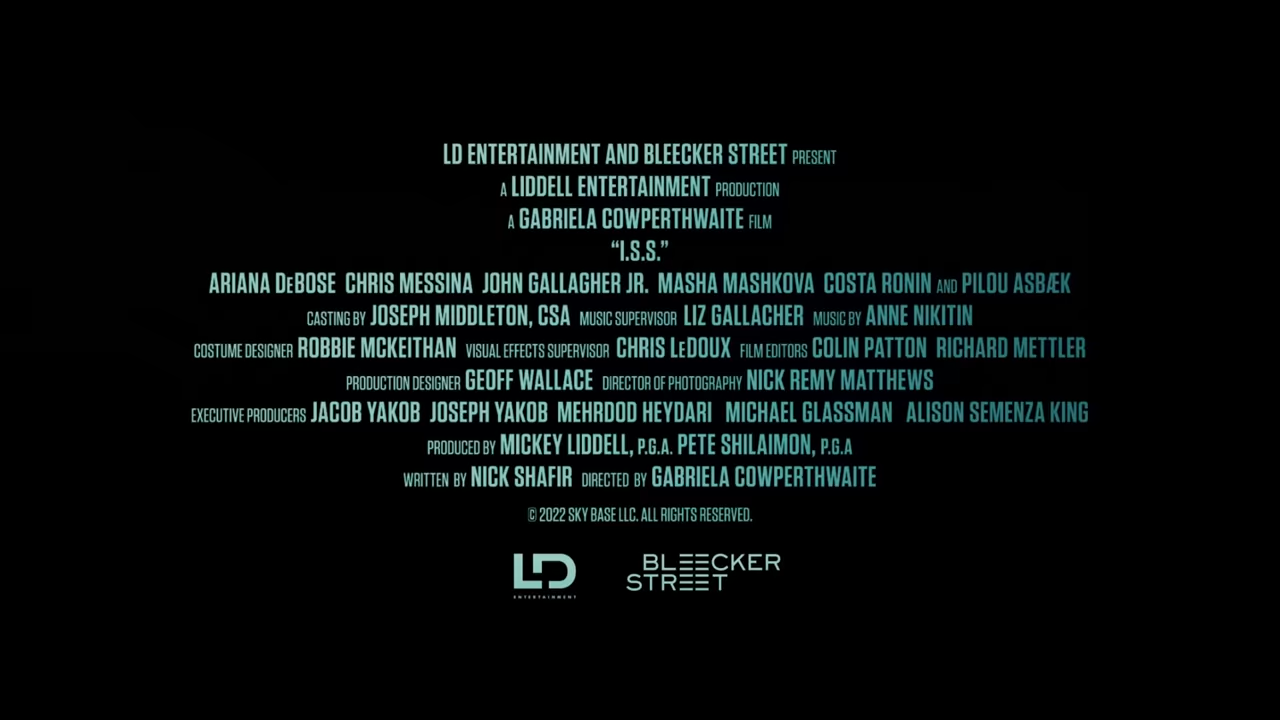 LD ENTERTAINMENT AND BLEECKER STREET PRESENT
A LIDDELL ENTERTAINMENT PRODUCTION
A GABRIELA COWPERTHWAITE FILM
“I.S.S.”
ARIANA DeBOSE CHRIS MESSINA JOHN GALLAGHER JR. MASHA MASHKOVA COSTA RONIN AND PILOU ASBÆK
CASTING BY JOSEPH MIDDLETON, CSA MUSIC SUPERVISOR LIZ GALLACHER MUSIC BY ANNE NIKITIN
COSTUME DESIGNER ROBBIE MCKEITHAN VISUAL EFFECTS SUPERVISOR CHRIS LeDOUX FILM EDITORS COLIN PATTON RICHARD METTLER
PRODUCTION DESIGNER GEOFF WALLACE DIRECTOR OF PHOTOGRAPHY NICK REMY MATTHEWS
EXECUTIVE PRODUCERS JACOB YAKOB JOSEPH YAKOB MEHRDOD HEYDARI MICHAEL GLASSMAN ALISON SEMENZA KING
PRODUCED BY MICKEY LIDDELL, P.G.A. PETE SHILAIMON, P.G.A
WRITTEN BY NICK SHAFIR DIRECTED BY GABRIELA COWPERTHWAITE
© 2022 SKY BASE LLC. ALL RIGHTS RESERVED.
LD
ENTERTAINMENT
BLEECKER
STREET